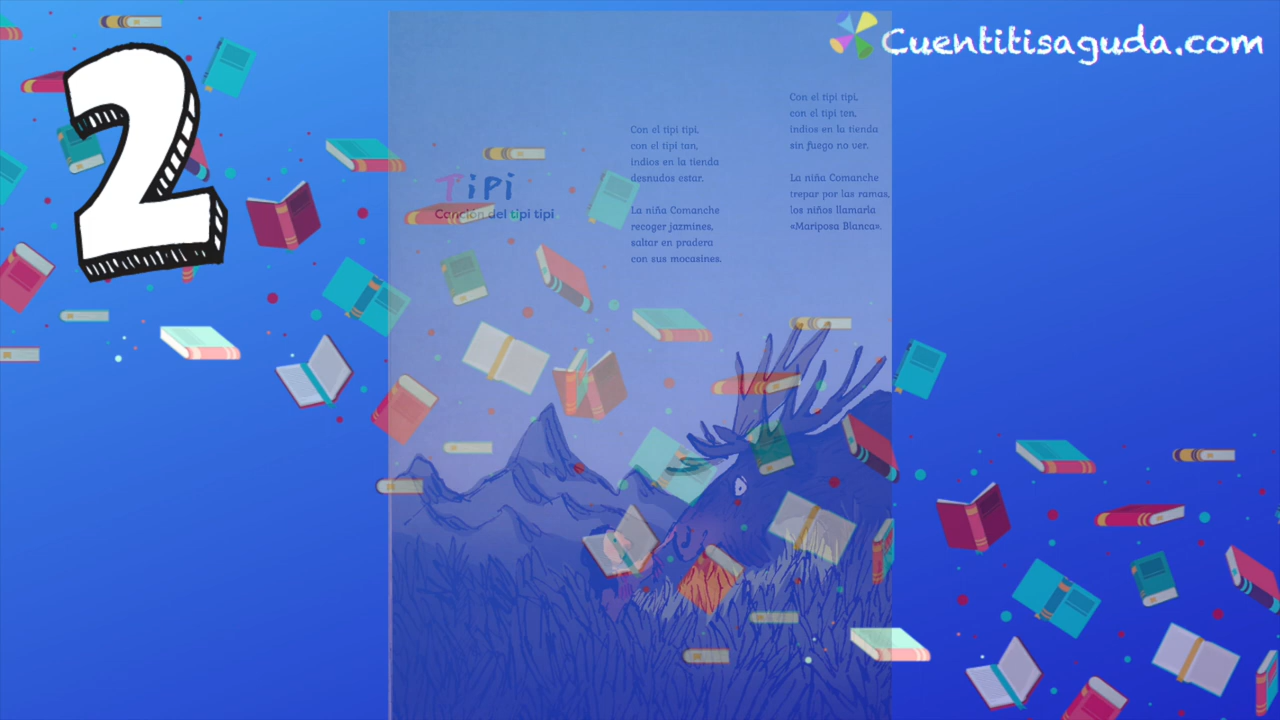 2
Cuentitisaguda.com
Tipi
Canción del tipi tipi
Con el tipi tipi,
con el tipi tan,
indios en la tienda
desnudos estar.
La niña Comanche
recoger jazmines,
saltar en pradera
con sus mocasines.
Con el tipi tipi,
con el tipi ten,
indios en la tienda
sin fuego no ver.
La niña Comanche
trepar por las ramas,
los niños llamarla
«Mariposa Blanca».